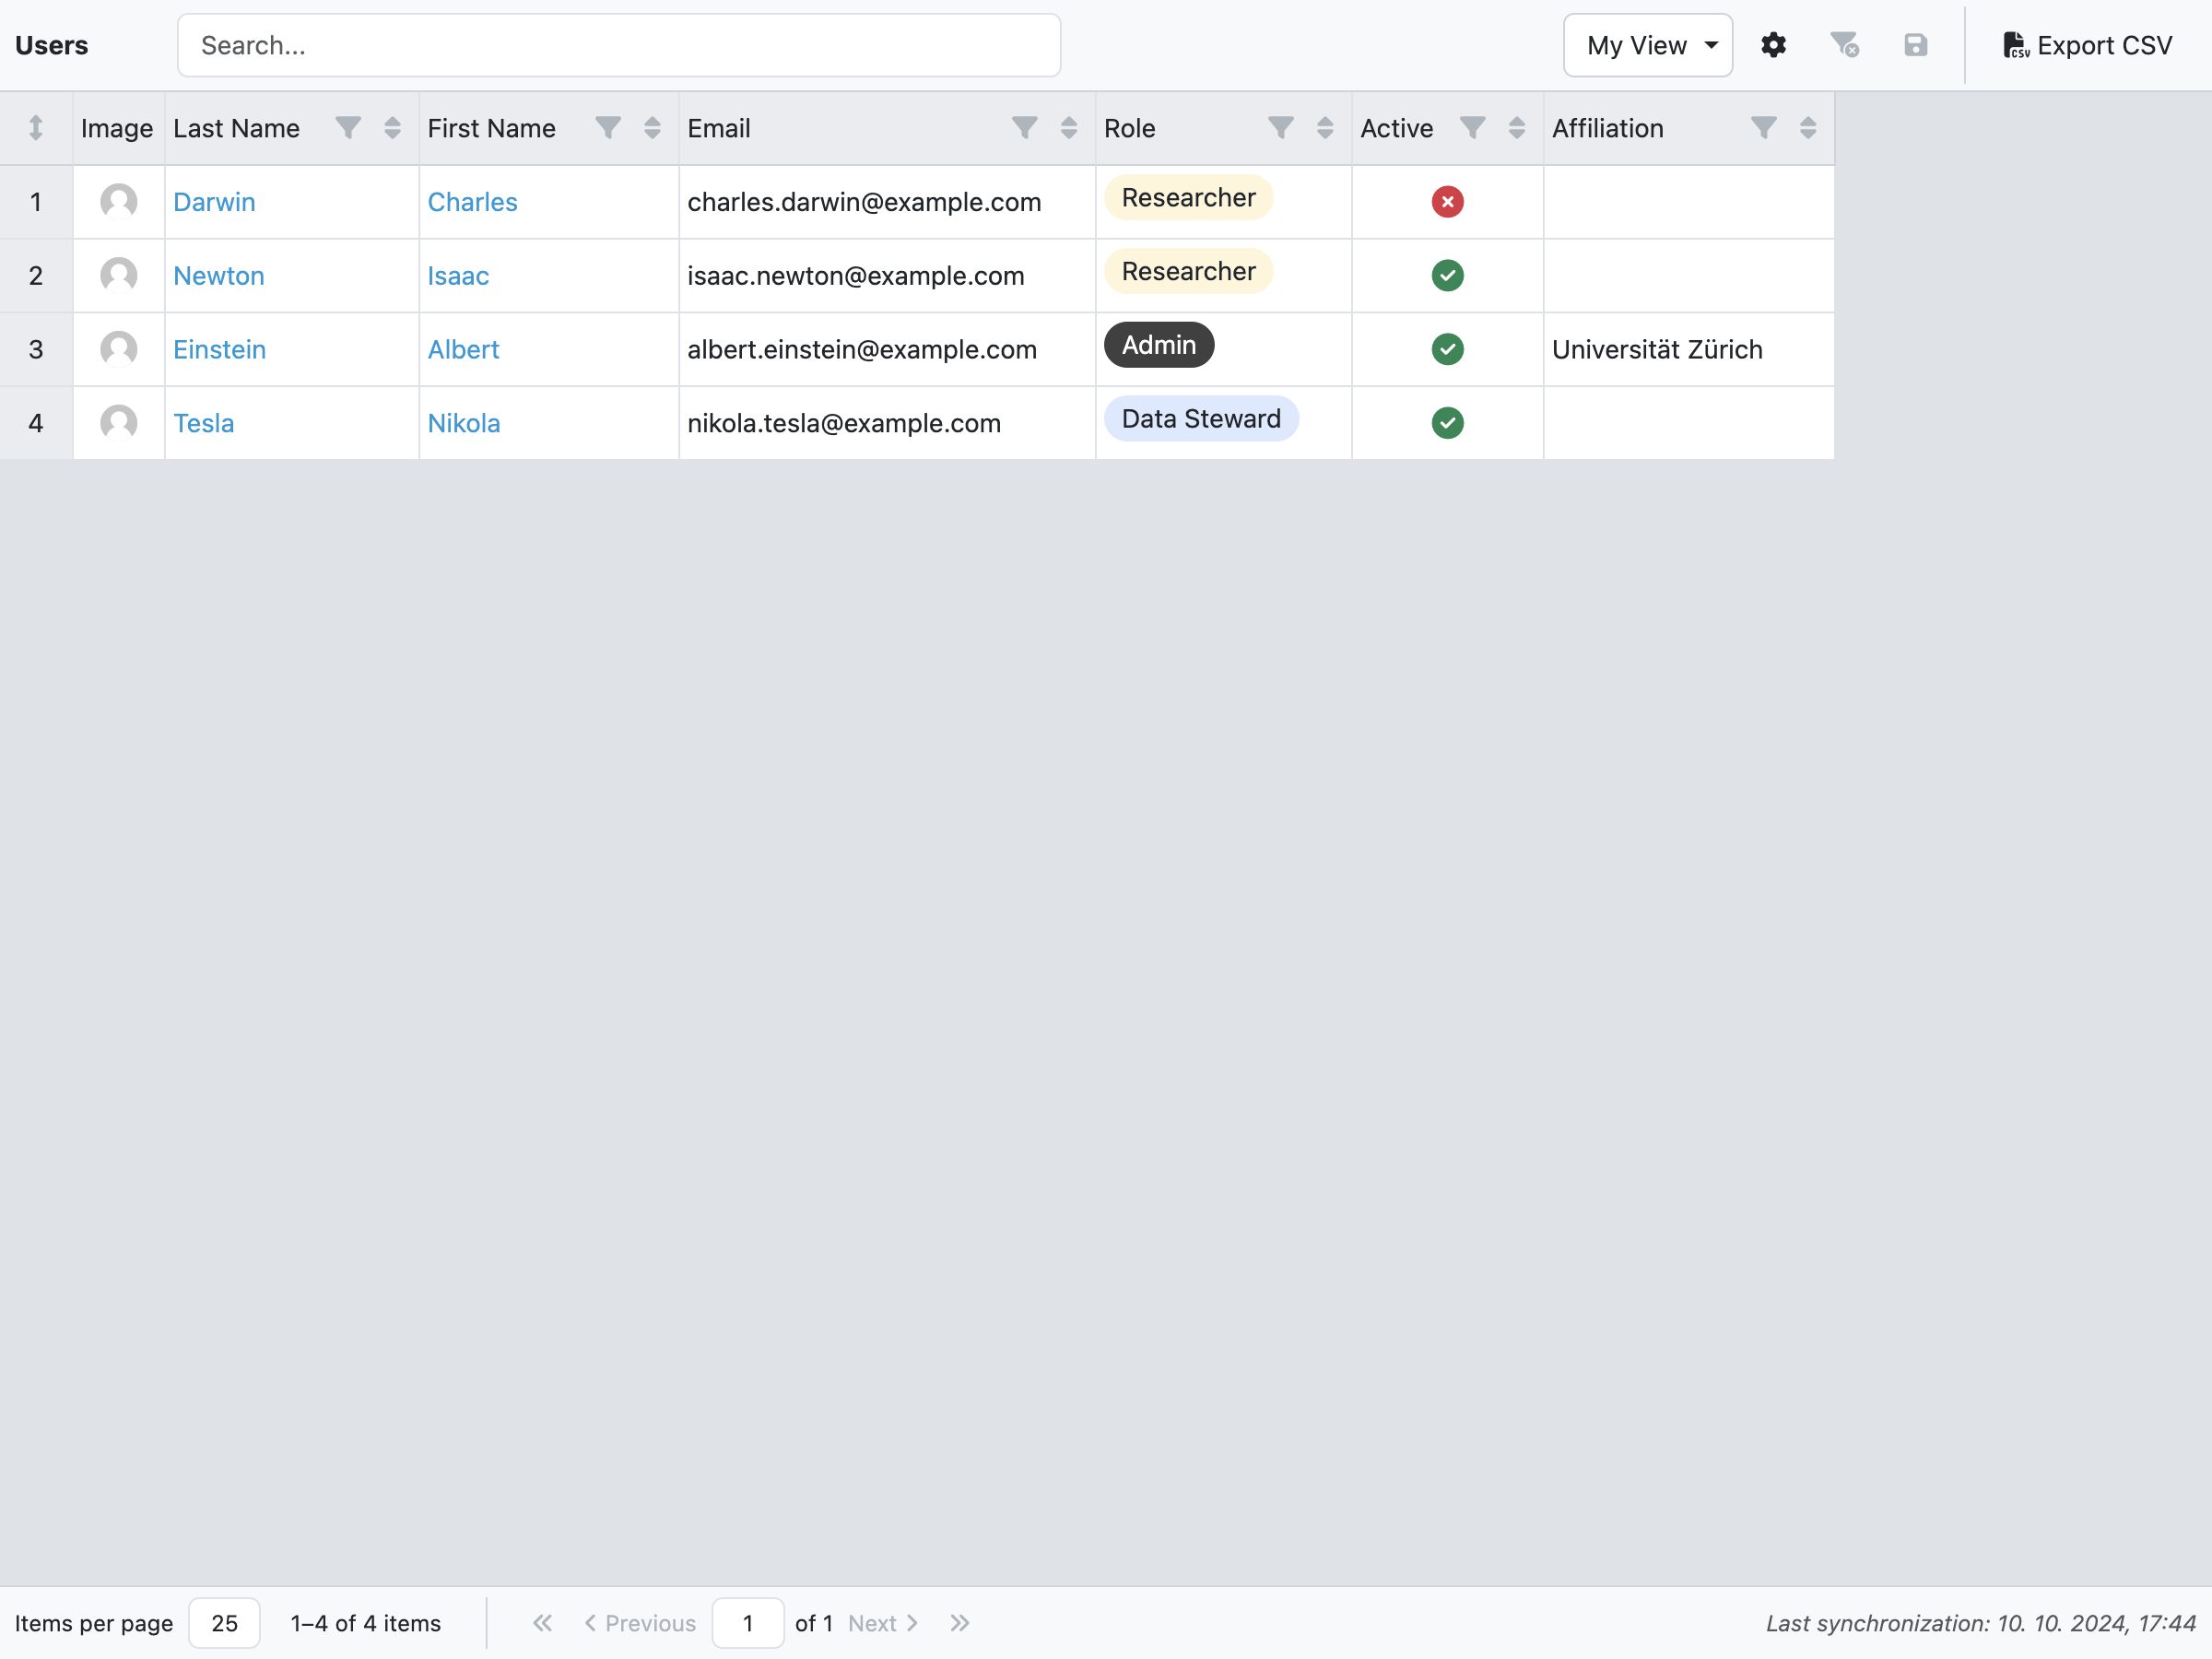 Users Search... My View Export CSV
Image Last Name First Name Email Role Active Affiliation
1 Darwin Charles charles.darwin@example.com Researcher
2 Newton Isaac isaac.newton@example.com Researcher
3 Einstein Albert albert.einstein@example.com Admin Universität Zürich
4 Tesla Nikola nikola.tesla@example.com Data Steward
Items per page 25 1–4 of 4 items Previous 1 of 1 Next Last synchronization: 10. 10. 2024, 17:44